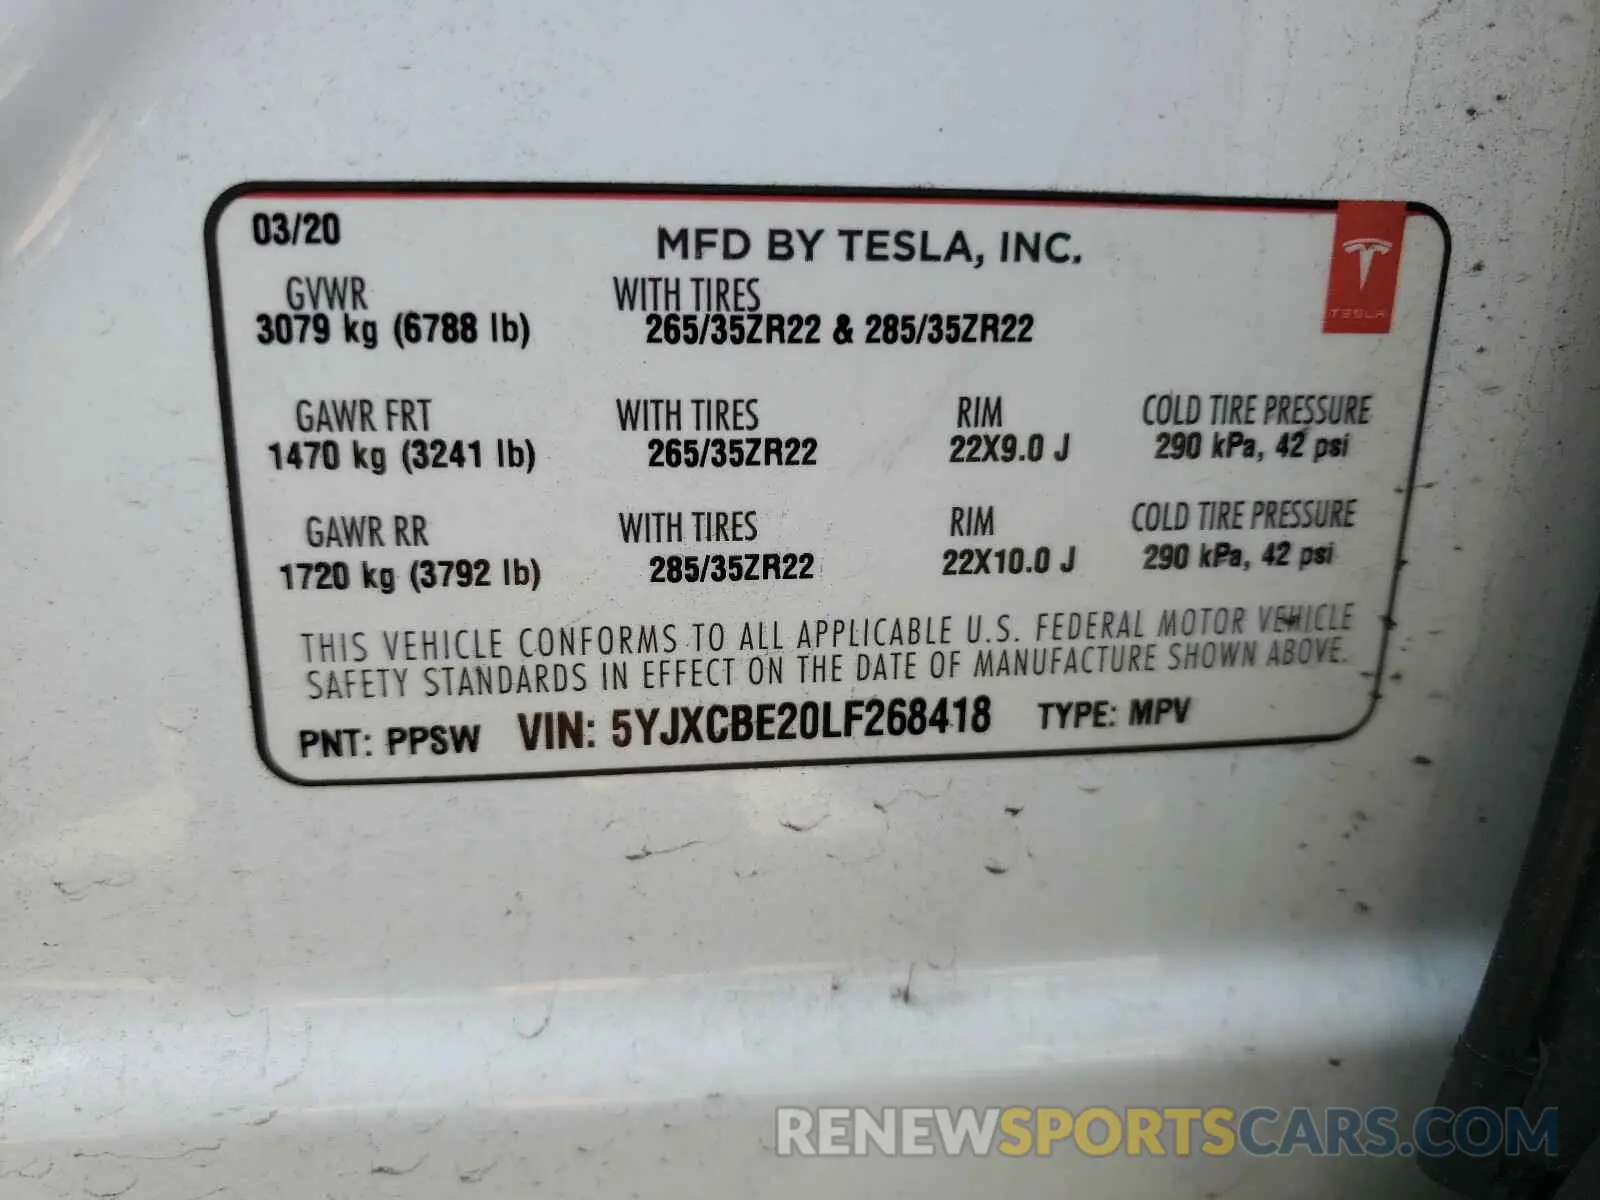 03/20 MFD BY TESLA, INC.
GVWR WITH TIRES
3079 kg (6788 lb) 265/35ZR22 & 285/35ZR22
TESLA
GAWR FRT WITH TIRES RIM COLD TIRE PRESSURE
1470 kg (3241 lb) 265/35ZR22 22X9.0 J 290 kPa, 42 psi
GAWR RR WITH TIRES RIM COLD TIRE PRESSURE
1720 kg (3792 lb) 285/35ZR22 22X10.0 J 290 kPa, 42 psi
THIS VEHICLE CONFORMS TO ALL APPLICABLE U.S. FEDERAL MOTOR VEHICLE
SAFETY STANDARDS IN EFFECT ON THE DATE OF MANUFACTURE SHOWN ABOVE.
PNT: PPSW VIN: 5YJXCBE20LF268418 TYPE: MPV
RENEWSPORTSCARS.COM